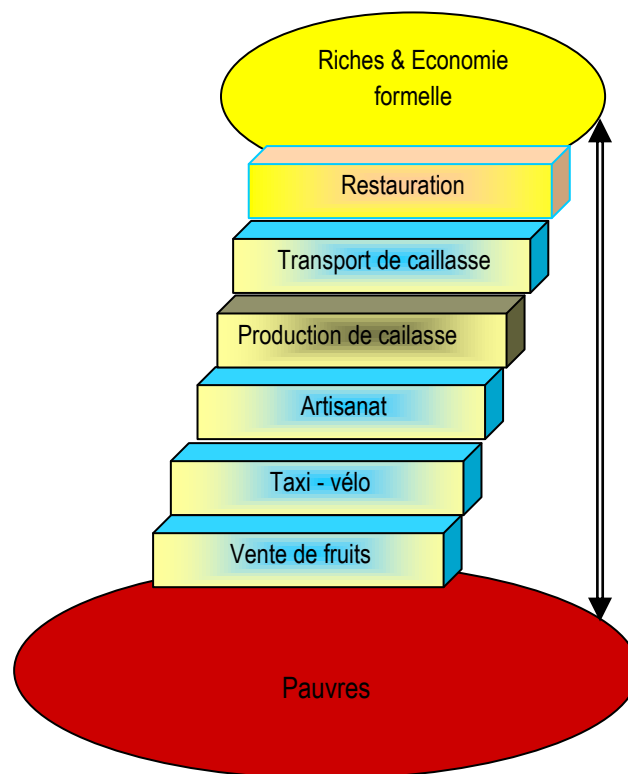 Riches & Economie
formelle
Restauration
Transport de caillasse
Production de cailasse
Artisanat
Taxi - vélo
Vente de fruits
Pauvres